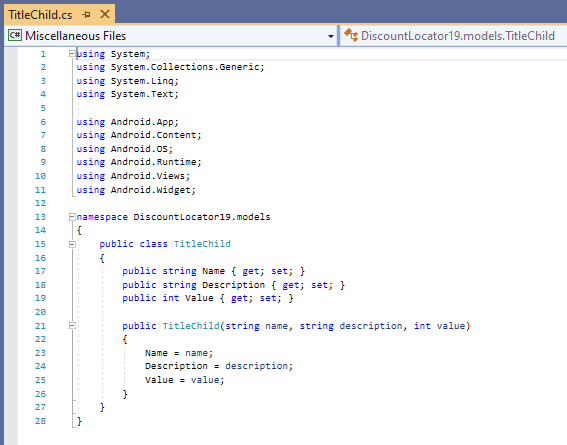 TitleChild.cs
C# Miscellaneous Files
DiscountLocator19.models.TitleChild
1 using System;
2 using System.Collections.Generic;
3 using System.Linq;
4 using System.Text;
5
6 using Android.App;
7 using Android.Content;
8 using Android.OS;
9 using Android.Runtime;
10 using Android.Views;
11 using Android.Widget;
12
13 namespace DiscountLocator19.models
14 {
15 public class TitleChild
16 {
17 public string Name { get; set; }
18 public string Description { get; set; }
19 public int Value { get; set; }
20
21 public TitleChild(string name, string description, int value)
22 {
23 Name = name;
24 Description = description;
25 Value = value;
26 }
27 }
28 }